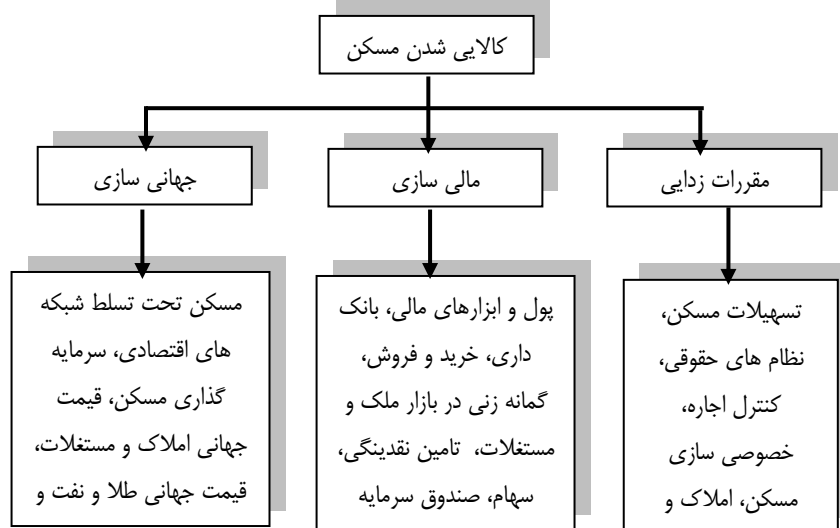 کالایی شدن مسکن
مقررات زدایی
مالی سازی
جهانی سازی
تسهیلات مسکن،
نظام های حقوقی،
کنترل اجاره،
خصوصی سازی
مسکن، املاک و
پول و ابزارهای مالی، بانک
داری، خرید و فروش،
گمانه زنی در بازار ملک و
مستغلات، تامین نقدینگی،
سهام، صندوق سرمایه
مسکن تحت تسلط شبکه
های اقتصادی، سرمایه
گذاری مسکن، قیمت
جهانی املاک و مستغلات،
قیمت جهانی طلا و نفت و